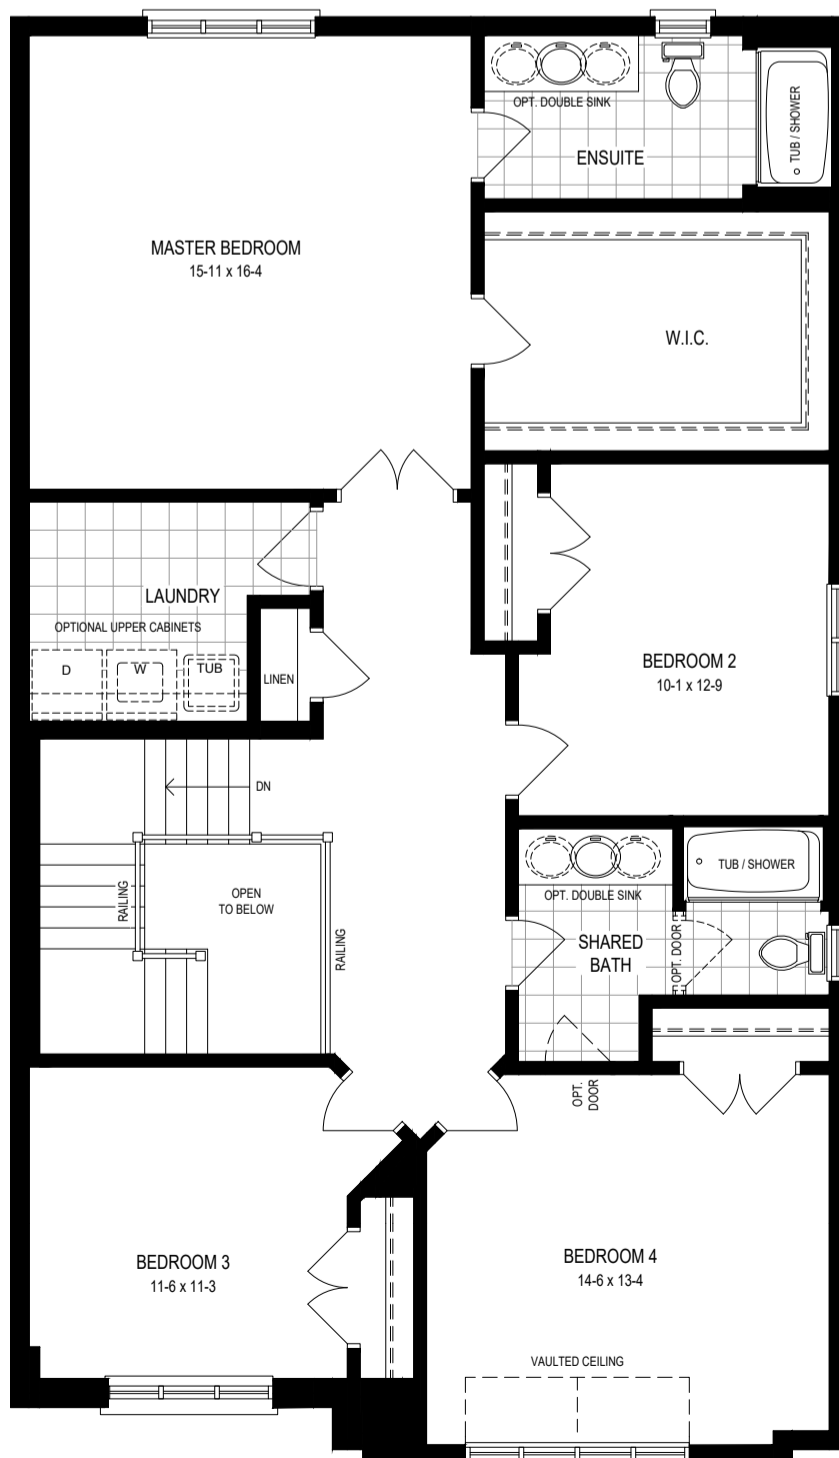 OPT. DOUBLE SINK
TUB / SHOWER
ENSUITE
MASTER BEDROOM
15-11 x 16-4
W.I.C.
LAUNDRY
OPTIONAL UPPER CABINETS
D
W
TUB
LINEN
BEDROOM 2
10-1 x 12-9
DN
OPEN
TO BELOW
RAILING
RAILING
TUB / SHOWER
OPT. DOUBLE SINK
SHARED
BATH
OPT. DOOR
OPT.
DOOR
BEDROOM 3
11-6 x 11-3
BEDROOM 4
14-6 x 13-4
VAULTED CEILING